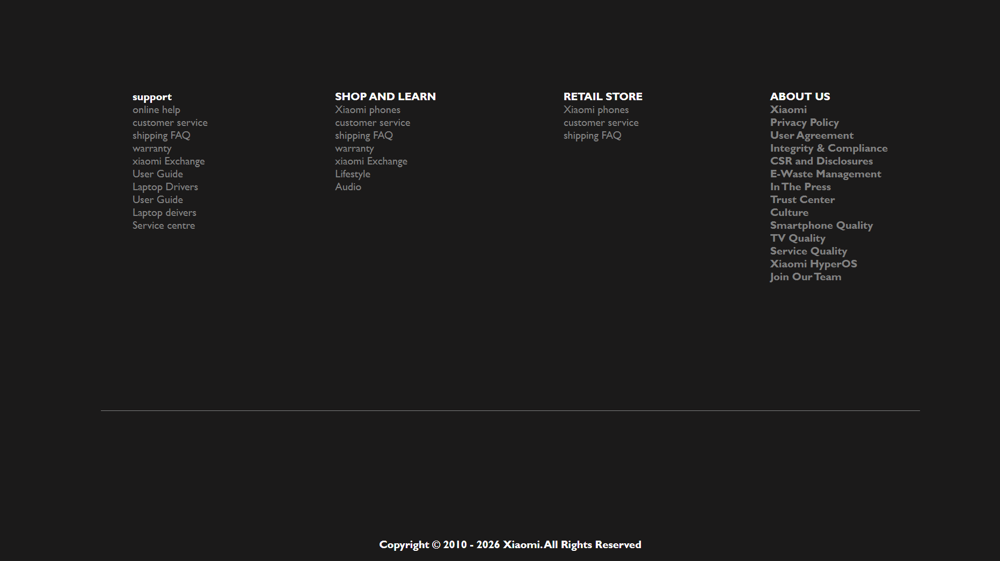 support
online help
customer service
shipping FAQ
warranty
xiaomi Exchange
User Guide
Laptop Drivers
User Guide
Laptop deivers
Service centre
SHOP AND LEARN
Xiaomi phones
customer service
shipping FAQ
warranty
xiaomi Exchange
Lifestyle
Audio
RETAIL STORE
Xiaomi phones
customer service
shipping FAQ
ABOUT US
Xiaomi
Privacy Policy
User Agreement
Integrity & Compliance
CSR and Disclosures
E-Waste Management
In The Press
Trust Center
Culture
Smartphone Quality
TV Quality
Service Quality
Xiaomi HyperOS
Join Our Team
Copyright © 2010 - 2026 Xiaomi. All Rights Reserved